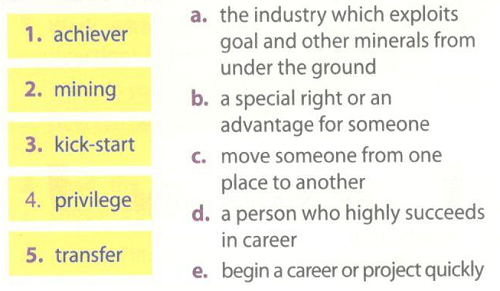 1. achiever
2. mining
3. kick-start
4. privilege
5. transfer
a. the industry which exploits
goal and other minerals from
under the ground
b. a special right or an
advantage for someone
c. move someone from one
place to another
d. a person who highly succeeds
in career
e. begin a career or project quickly